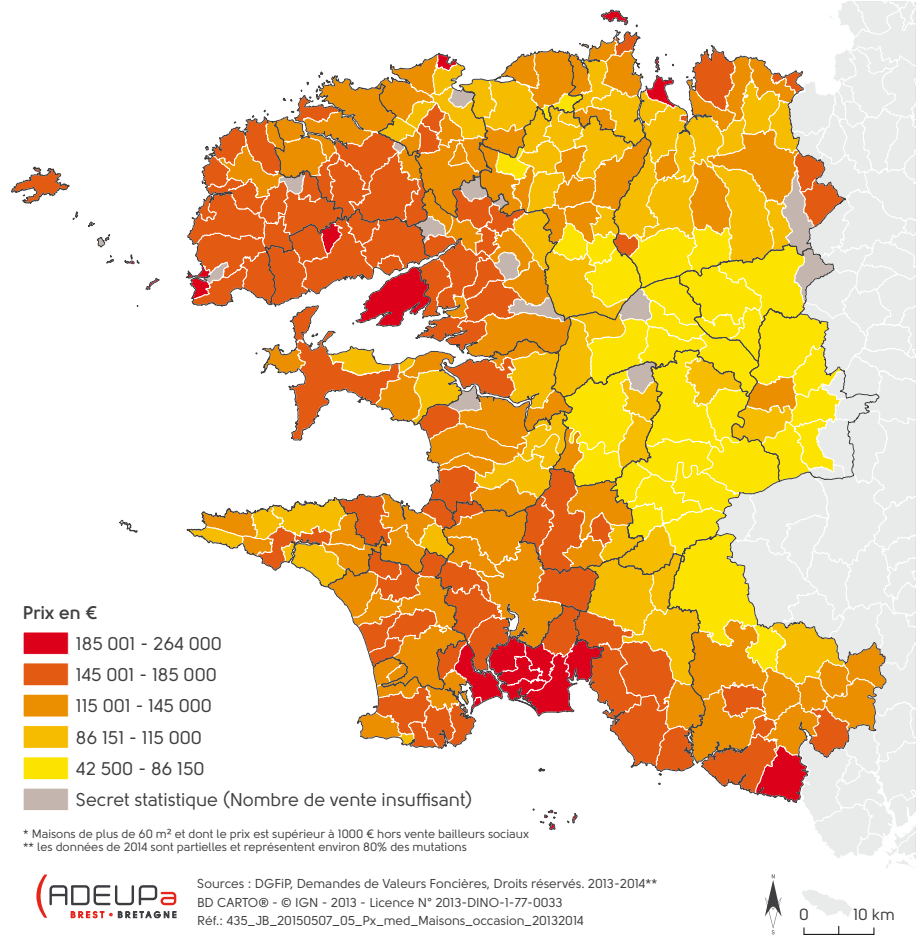 Prix en €
185 001 - 264 000
145 001 - 185 000
115 001 - 145 000
86 151 - 115 000
42 500 - 86 150
Secret statistique (Nombre de vente insuffisant)
* Maisons de plus de 60 m² et dont le prix est supérieur à 1000 € hors vente bailleurs sociaux
** les données de 2014 sont partielles et représentent environ 80% des mutations
ADEUPa
BREST • BRETAGNE
Sources : DGFiP, Demandes de Valeurs Foncières, Droits réservés. 2013-2014**
BD CARTO® - © IGN - 2013 - Licence N° 2013-DINO-1-77-0033
Réf.: 435_JB_20150507_05_Px_med_Maisons_occasion_20132014
N
S
0 10 km